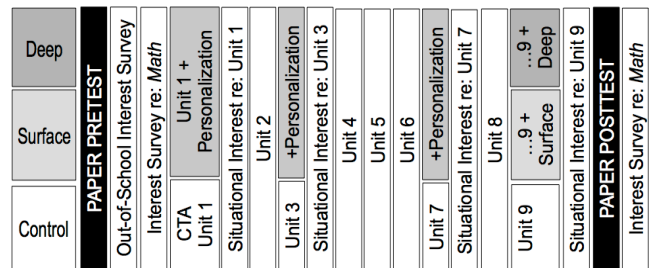 Deep
Surface
Control
PAPER PRETEST
Out-of-School Interest Survey
Interest Survey re: Math
Unit 1 +
Personalization
CTA
Unit 1
Situational Interest re: Unit 1
Unit 2
+Personalization
Unit 3
Situational Interest re: Unit 3
Unit 4
Unit 5
Unit 6
+Personalization
Unit 7
Situational Interest re: Unit 7
Unit 8
...9 +
Deep
...9 +
Surface
Unit 9
Situational Interest re: Unit 9
PAPER POSTTEST
Interest Survey re: Math